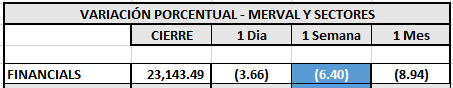 VARIACIÓN PORCENTUAL - MERVAL Y SECTORES
CIERRE 1 Dia 1 Semana 1 Mes
FINANCIALS 23,143.49 (3.66) (6.40) (8.94)